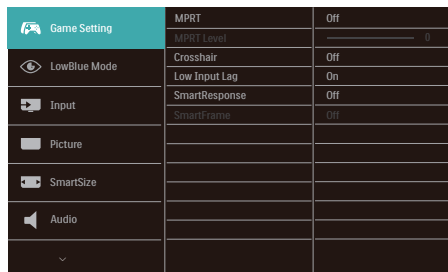 Game Setting
LowBlue Mode
Input
Picture
SmartSize
Audio
MPRT Off
MPRT Level 0
Crosshair Off
Low Input Lag On
SmartResponse Off
SmartFrame Off